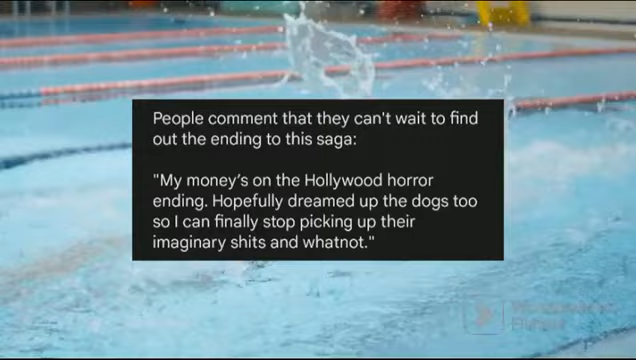 People comment that they can't wait to find
out the ending to this saga:
"My money's on the Hollywood horror
ending. Hopefully dreamed up the dogs too
so I can finally stop picking up their
imaginary shits and whatnot."